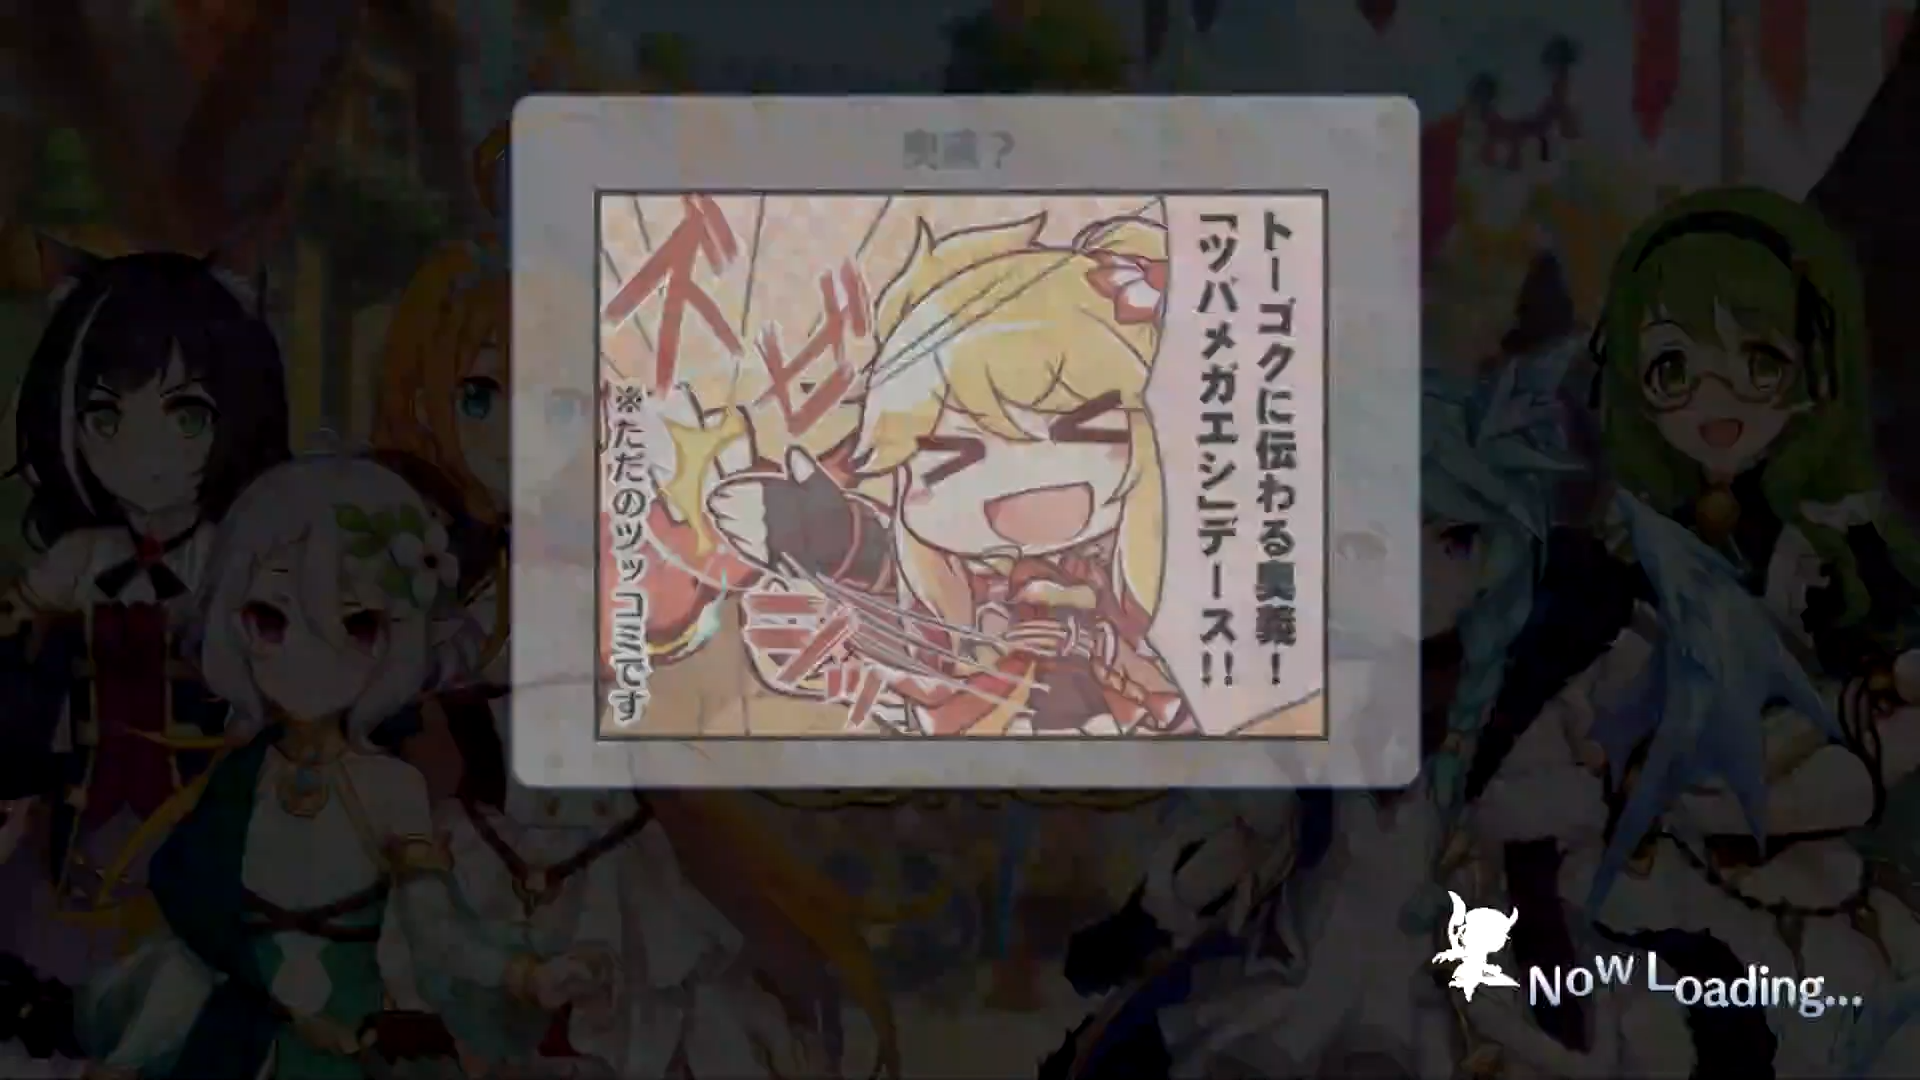 奥義？
トーゴクに伝わる奥義！
「ツバメガエシ」デース!!
ズビシッ
※ただのツッコミです
Now Loading...